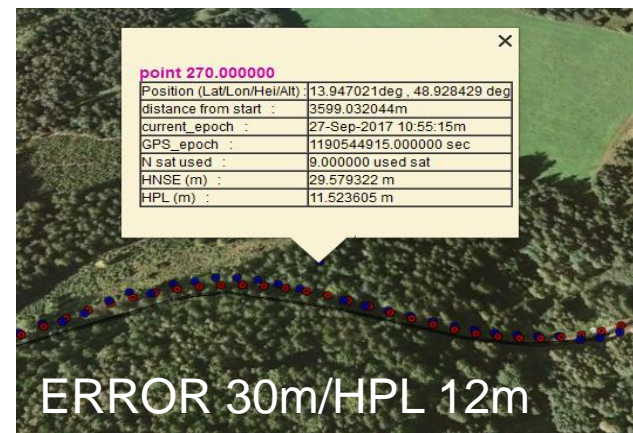 ×
point 270.000000
Position (Lat/Lon/Hei/Alt) : 13.947021deg , 48.928429 deg
distance from start : 3599.032044m
current_epoch : 27-Sep-2017 10:55:15m
GPS_epoch : 1190544915.000000 sec
N sat used : 9.000000 used sat
HNSE (m) : 29.579322 m
HPL (m) : 11.523605 m
ERROR 30m/HPL 12m